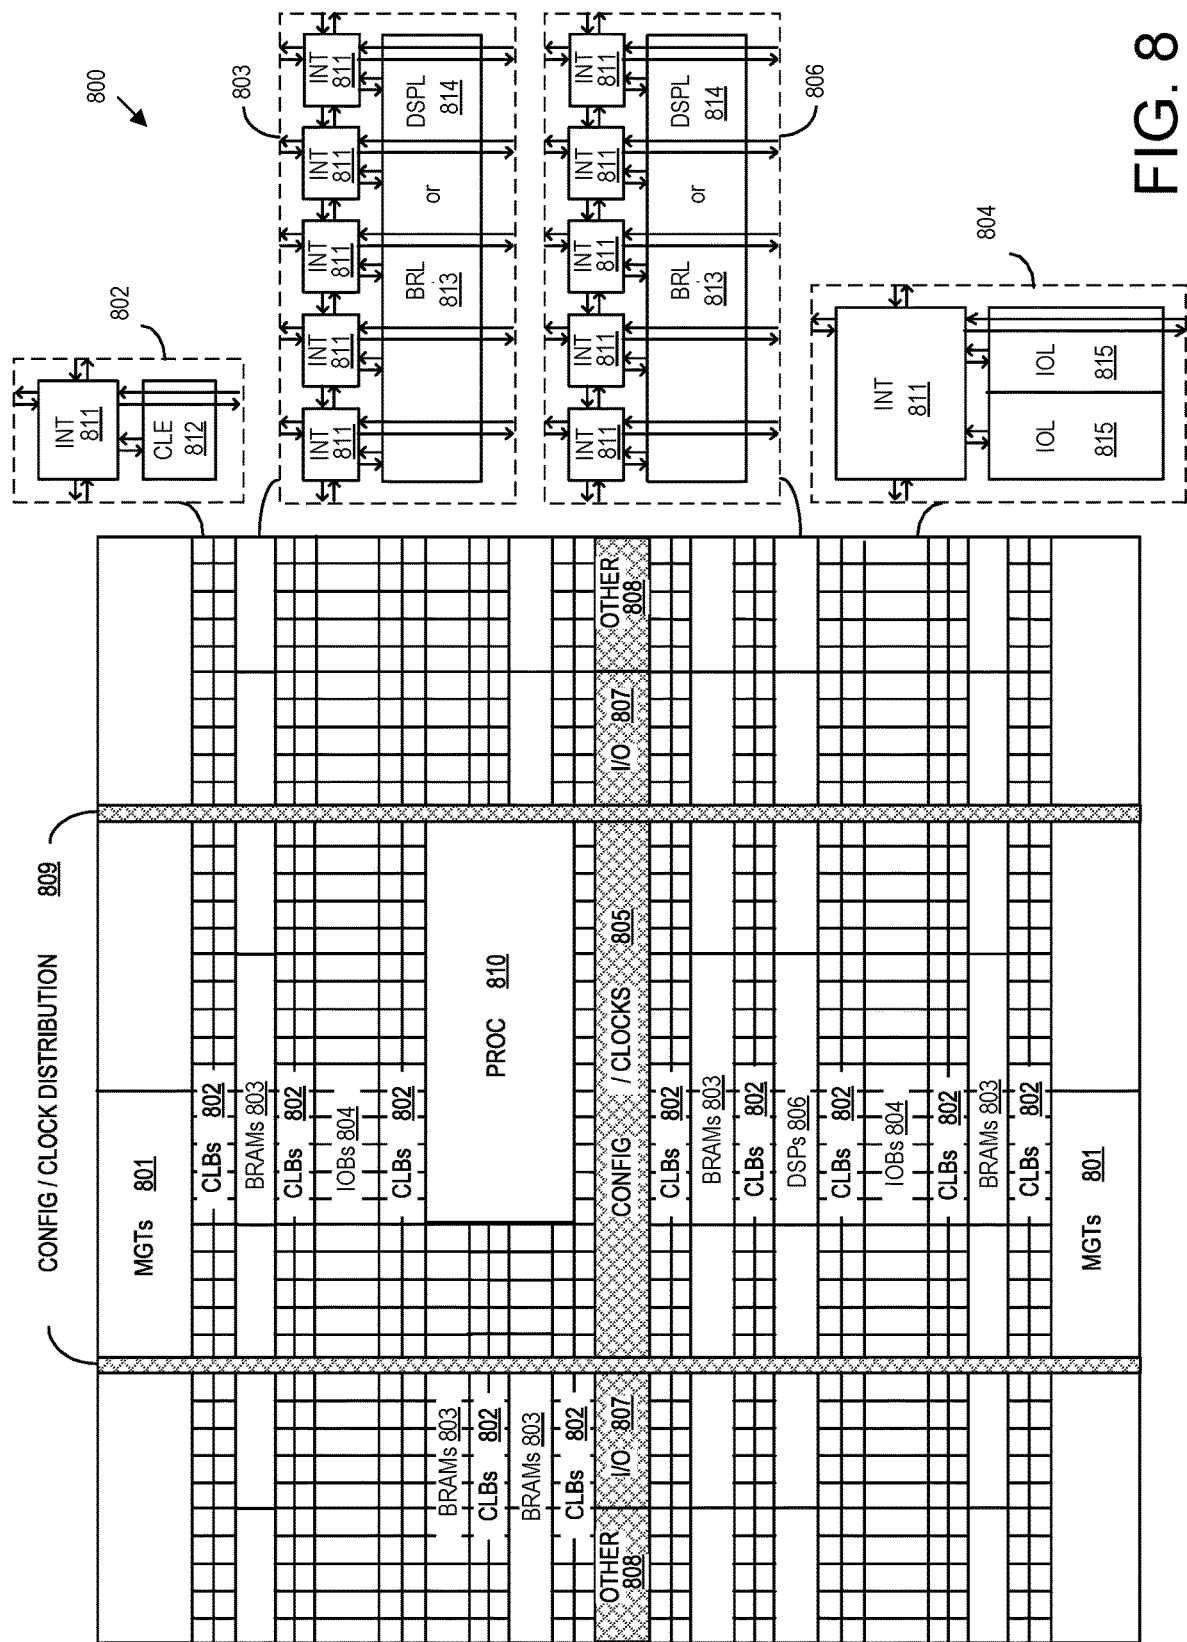 800
CONFIG / CLOCK DISTRIBUTION 809
MGTs 801
CLBs 802
BRAMs 803
CLBs 802
IOBs 804
CLBs 802
PROC 810
BRAMs 803
CLBs 802
BRAMs 803
CLBs 802
OTHER 808
I/O 807
CONFIG / CLOCKS 805
I/O 807
OTHER 808
CLBs 802
BRAMs 803
CLBs 802
DSPs 806
CLBs 802
IOBs 804
CLBs 802
BRAMs 803
CLBs 802
MGTs 801
802
INT 811
CLE 812
803
INT 811
INT 811
INT 811
INT 811
INT 811
BRL 813
or
DSPL 814
INT 811
INT 811
INT 811
INT 811
INT 811
BRL 813
or
DSPL 814
806
804
INT 811
IOL 815
IOL 815
FIG. 8